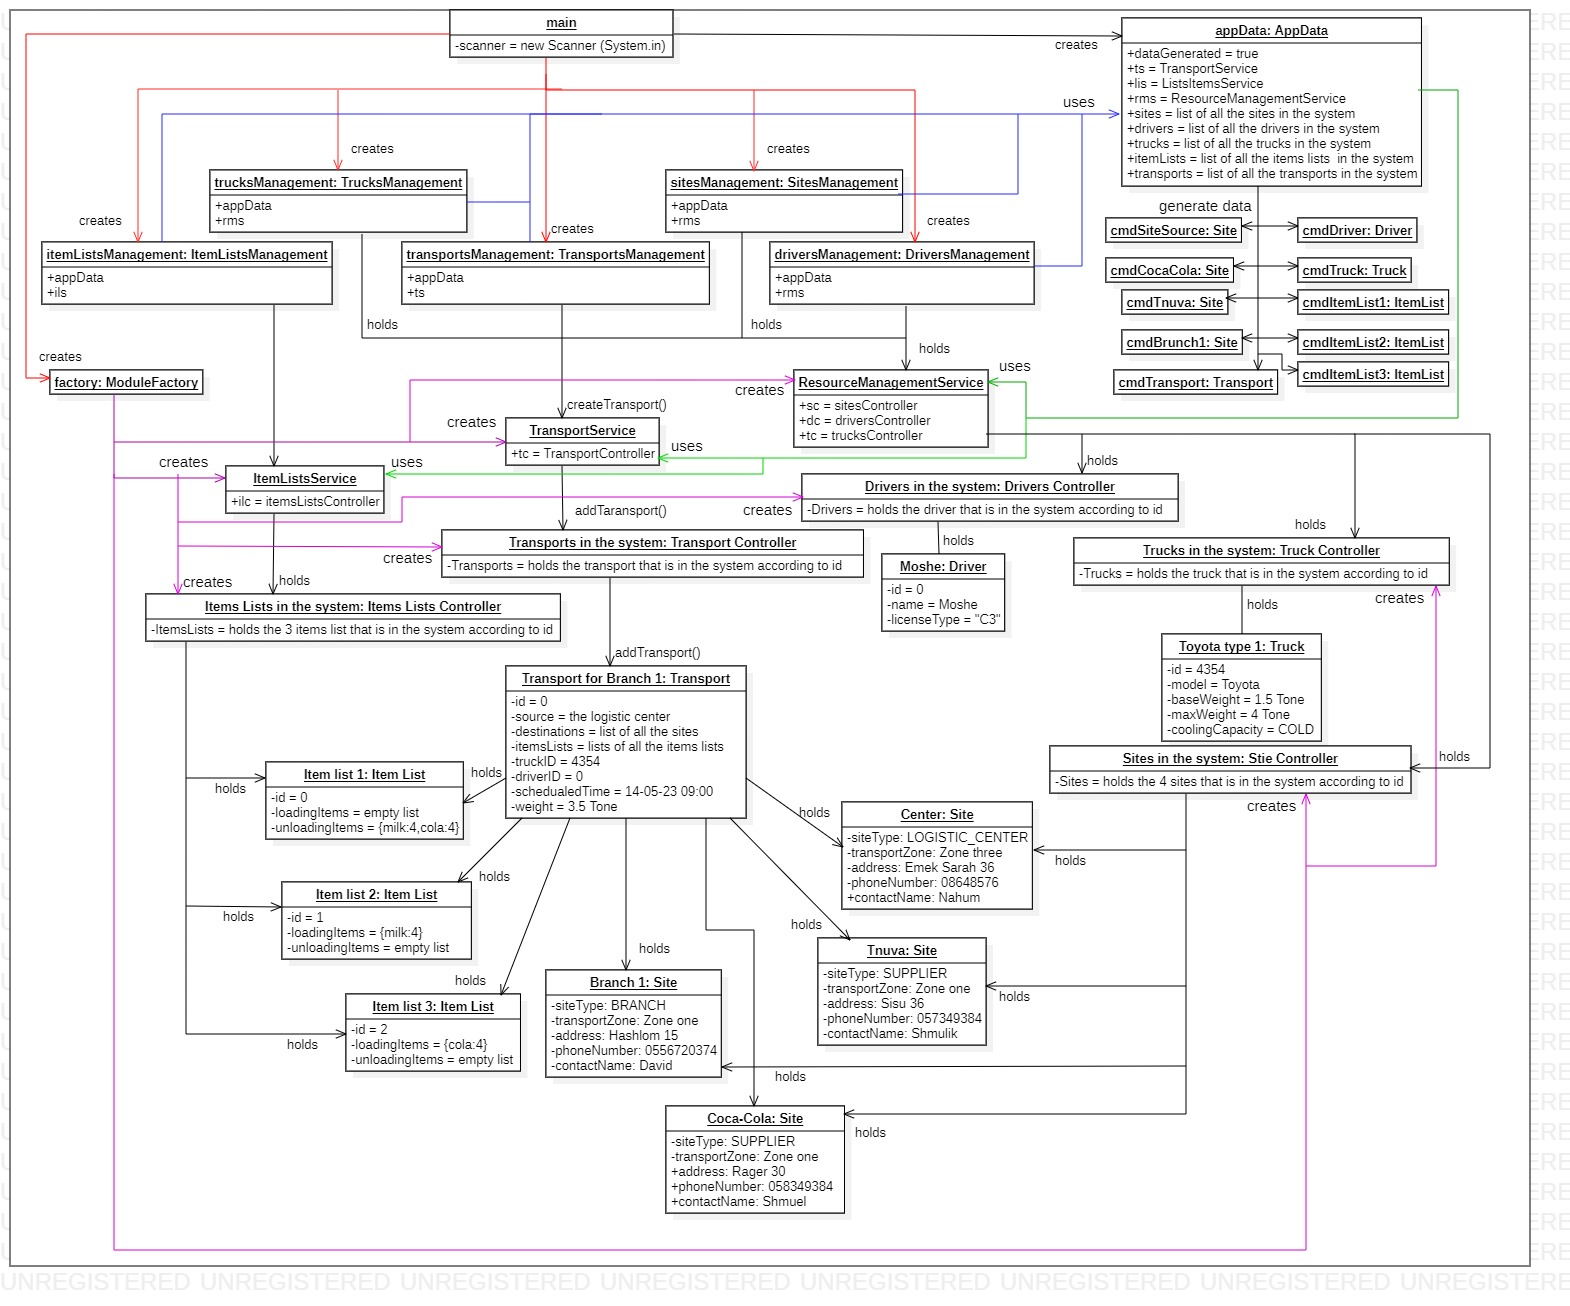 main
-scanner = new Scanner (System.in)
creates
appData: AppData
+dataGenerated = true
+ts = TransportService
+lis = ListsItemsService
+rms = ResourceManagementService
+sites = list of all the sites in the system
+drivers = list of all the drivers in the system
+trucks = list of all the trucks in the system
+itemLists = list of all the items lists  in the system
+transports = list of all the transports in the system
uses
creates
creates
trucksManagement: TrucksManagement
+appData
+rms
sitesManagement: SitesManagement
+appData
+rms
creates
creates
creates
itemListsManagement: ItemListsManagement
+appData
+ils
transportsManagement: TransportsManagement
+appData
+ts
driversManagement: DriversManagement
+appData
+rms
generate data
cmdSiteSource: Site
cmdDriver: Driver
cmdCocaCola: Site
cmdTruck: Truck
cmdTnuva: Site
cmdItemList1: ItemList
cmdBrunch1: Site
cmdItemList2: ItemList
cmdTransport: Transport
cmdItemList3: ItemList
holds
holds
holds
creates
factory: ModuleFactory
creates
uses
ResourceManagementService
+sc = sitesController
+dc = driversController
+tc = trucksController
createTransport()
creates
TransportService
+tc = TransportController
uses
creates
uses
ItemListsService
+ilc = itemsListsController
holds
Drivers in the system: Drivers Controller
-Drivers = holds the driver that is in the system according to id
creates
addTaransport()
holds
Transports in the system: Transport Controller
-Transports = holds the transport that is in the system according to id
creates
holds
Moshe: Driver
-id = 0
-name = Moshe
-licenseType = "C3"
Trucks in the system: Truck Controller
-Trucks = holds the truck that is in the system according to id
creates
holds
creates
holds
Items Lists in the system: Items Lists Controller
-ItemsLists = holds the 3 items list that is in the system according to id
Toyota type 1: Truck
-id = 4354
-model = Toyota
-baseWeight = 1.5 Tone
-maxWeight = 4 Tone
-coolingCapacity = COLD
addTransport()
Transport for Branch 1: Transport
-id = 0
-source = the logistic center
-destinations = list of all the sites
-itemsLists = lists of all the items lists
-truckID = 4354
-driverID = 0
-schedualedTime = 14-05-23 09:00
-weight = 3.5 Tone
holds
Sites in the system: Stie Controller
-Sites = holds the 4 sites that is in the system according to id
creates
holds
holds
Item list 1: Item List
-id = 0
-loadingItems = empty list
-unloadingItems = {milk:4,cola:4}
holds
Center: Site
-siteType: LOGISTIC_CENTER
-transportZone: Zone three
-address: Emek Sarah 36
-phoneNumber: 08648576
+contactName: Nahum
holds
holds
holds
Item list 2: Item List
-id = 1
-loadingItems = {milk:4}
-unloadingItems = empty list
holds
holds
holds
Tnuva: Site
-siteType: SUPPLIER
-transportZone: Zone one
-address: Sisu 36
-phoneNumber: 057349384
-contactName: Shmulik
holds
holds
Item list 3: Item List
-id = 2
-loadingItems = {cola:4}
-unloadingItems = empty list
holds
Branch 1: Site
-siteType: BRANCH
-transportZone: Zone one
-address: Hashlom 15
-phoneNumber: 0556720374
-contactName: David
holds
Coca-Cola: Site
-siteType: SUPPLIER
-transportZone: Zone one
+address: Rager 30
+phoneNumber: 058349384
+contactName: Shmuel
holds
UNREGISTERED UNREGISTERED UNREGISTERED UNREGISTERED UNREGISTERED UNREGISTERED UNREGISTERED UNREGISTERE